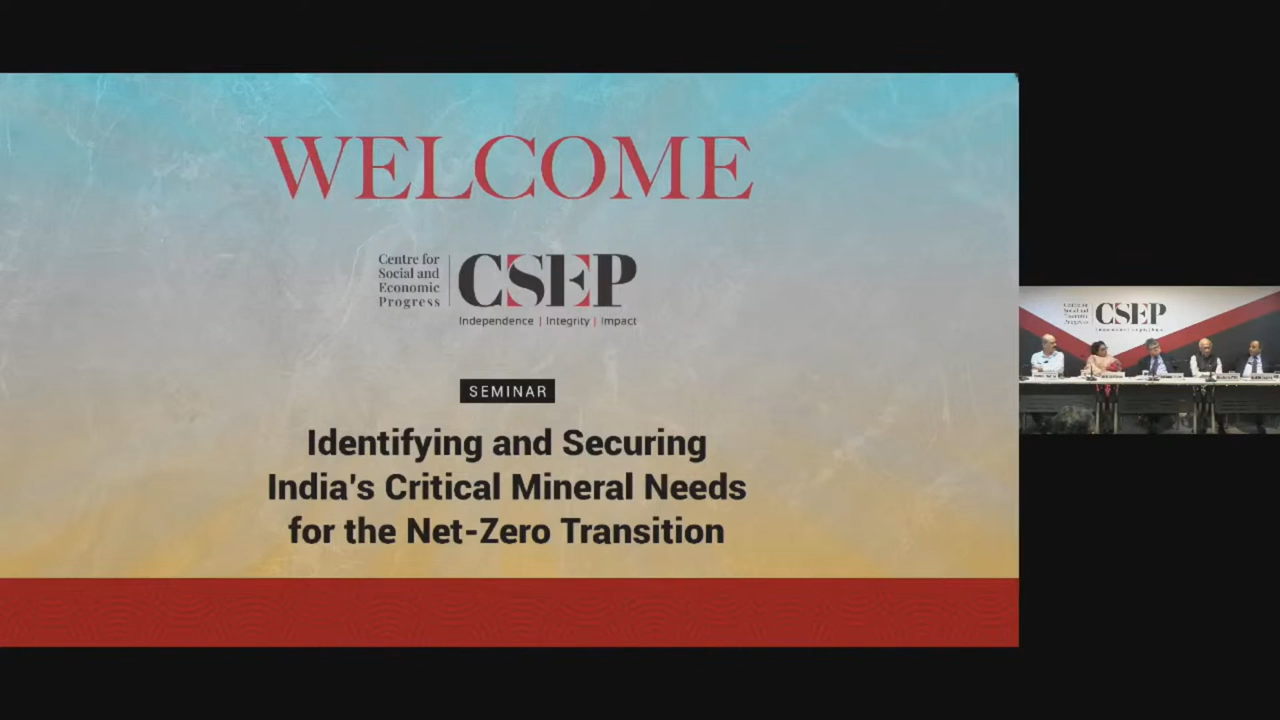 WELCOME
Centre for
Social and
Economic
Progress
CSEP
Independence | Integrity | Impact
SEMINAR
Identifying and Securing
India's Critical Mineral Needs
for the Net-Zero Transition
CSEP